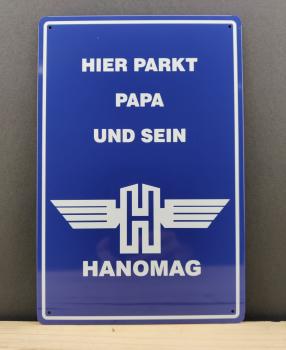 HIER PARKT
PAPA
UND SEIN
H
HANOMAG